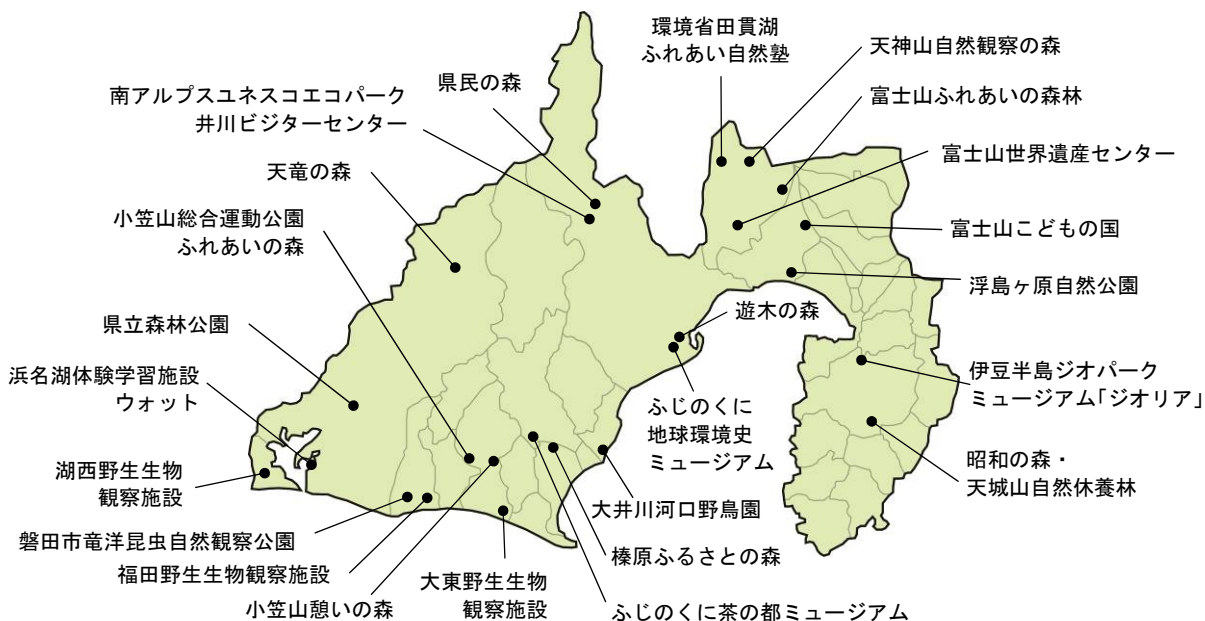 環境省田貫湖
ふれあい自然塾
天神山自然観察の森
県民の森
南アルプスユネスコエコパーク
井川ビジターセンター
富士山ふれあいの森林
富士山世界遺産センター
天竜の森
小笠山総合運動公園
ふれあいの森
富士山こどもの国
浮島ヶ原自然公園
遊木の森
県立森林公園
浜名湖体験学習施設
ウォット
伊豆半島ジオパーク
ミュージアム「ジオリア」
ふじのくに
地球環境史
ミュージアム
昭和の森・
天城山自然休養林
湖西野生生物
観察施設
大井川河口野鳥園
磐田市竜洋昆虫自然観察公園
榛原ふるさとの森
福田野生生物観察施設
大東野生生物
観察施設
小笠山憩いの森
ふじのくに茶の都ミュージアム